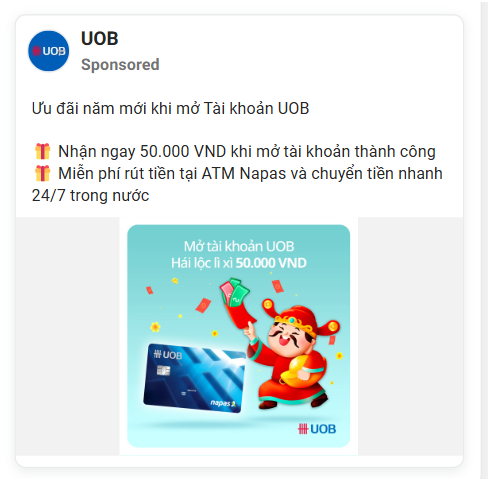 UOB
UOB
Sponsored
Ưu đãi năm mới khi mở Tài khoản UOB
🎁 Nhận ngay 50.000 VND khi mở tài khoản thành công
🎁 Miễn phí rút tiền tại ATM Napas và chuyển tiền nhanh
24/7 trong nước
Mở tài khoản UOB
Hái lộc lì xì 50.000 VND
UOB
napas
UOB